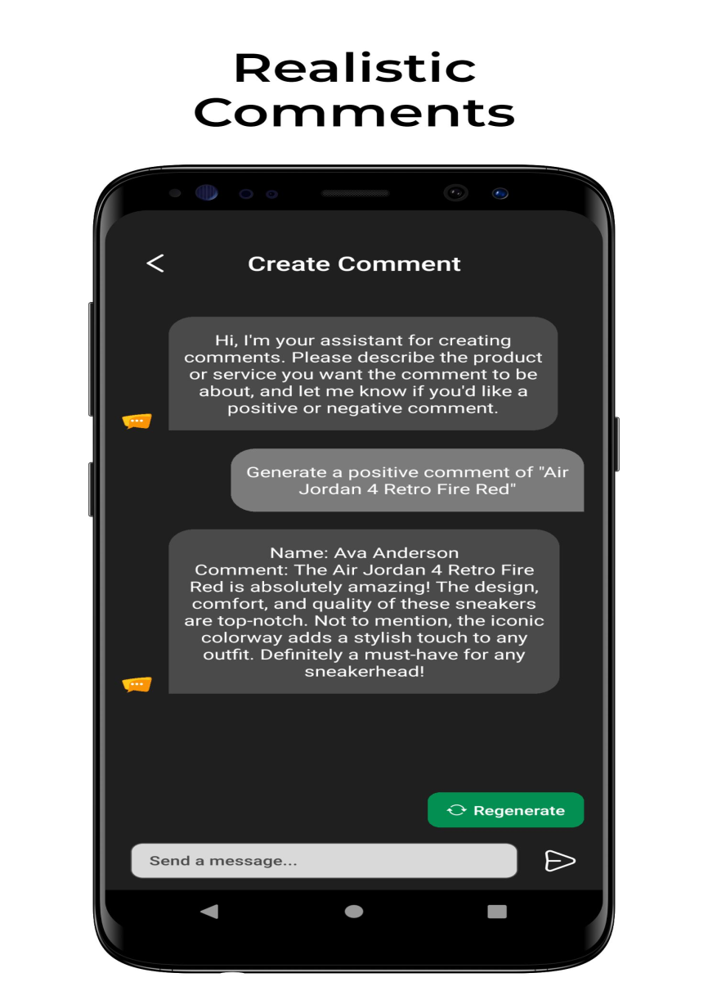 Realistic
Comments
Create Comment
Hi, I'm your assistant for creating
comments. Please describe the product
or service you want the comment to be
about, and let me know if you'd like a
positive or negative comment.
Generate a positive comment of "Air
Jordan 4 Retro Fire Red"
Name: Ava Anderson
Comment: The Air Jordan 4 Retro Fire
Red is absolutely amazing! The design,
comfort, and quality of these sneakers
are top-notch. Not to mention, the iconic
colorway adds a stylish touch to any
outfit. Definitely a must-have for any
sneakerhead!
Regenerate
Send a message...